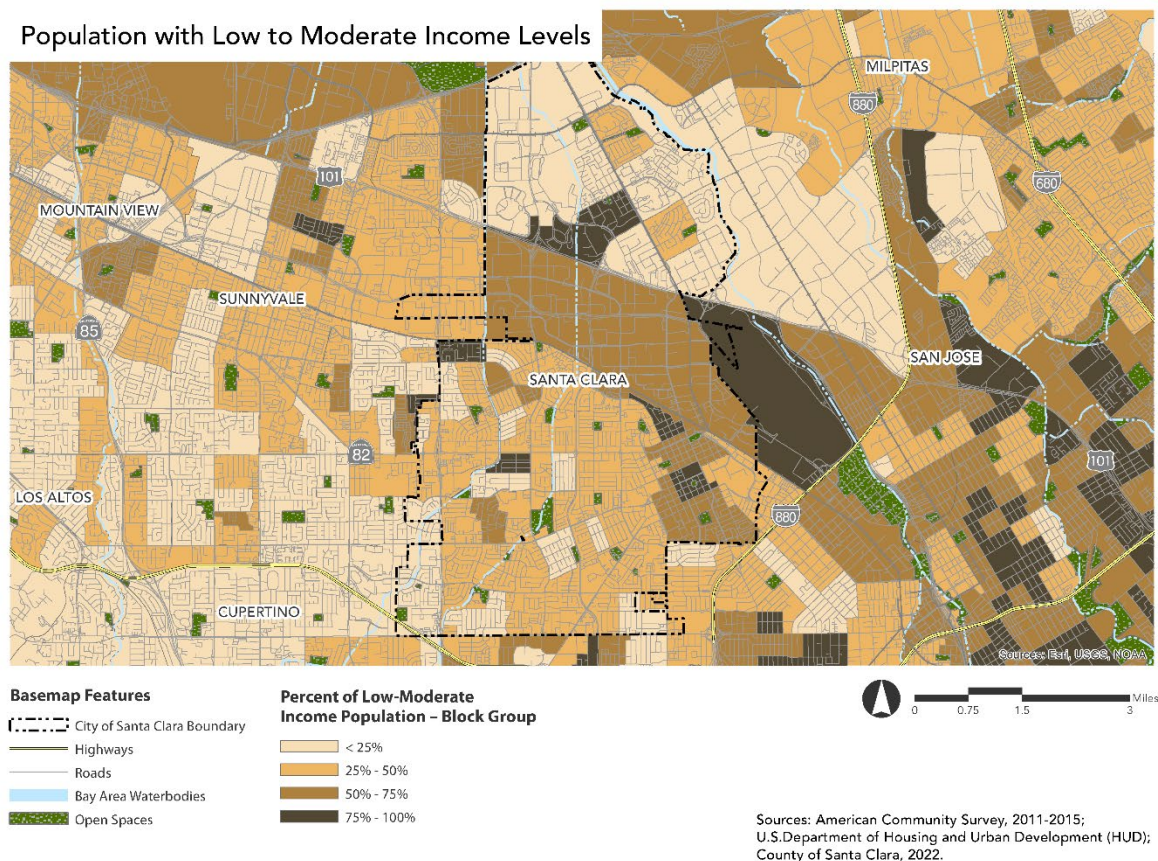 Population with Low to Moderate Income Levels
MILPITAS
880
101
680
MOUNTAIN VIEW
SUNNYVALE
85
SAN JOSE
SANTA CLARA
82
101
LOS ALTOS
880
CUPERTINO
Sources: Esri, USGS, NOAA
Basemap Features
City of Santa Clara Boundary
Highways
Roads
Bay Area Waterbodies
Open Spaces
Percent of Low-Moderate
Income Population – Block Group
< 25%
25% - 50%
50% - 75%
75% - 100%
Miles
0 0.75 1.5 3
Sources: American Community Survey, 2011-2015;
U.S.Department of Housing and Urban Development (HUD);
County of Santa Clara, 2022.